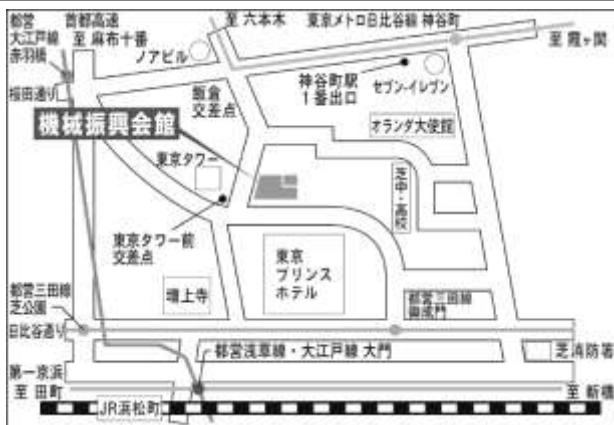 都営
大江戸線
赤羽橋
首都高速
至 麻布十番
至 六本木
東京メトロ日比谷線 神谷町
至 霞ヶ関
ノアビル
飯倉
交差点
神谷町駅
1番出口
セブン-イレブン
桜田通り
機械振興会館
オランダ大使館
東京タワー
芝中・高校
東京タワー前
交差点
東京
プリンス
ホテル
増上寺
都営三田線
芝公園
都営三田線
御成門
日比谷通り
都営浅草線・大江戸線 大門
芝消防署
第一京浜
至 田町
至 新橋
JR浜松町